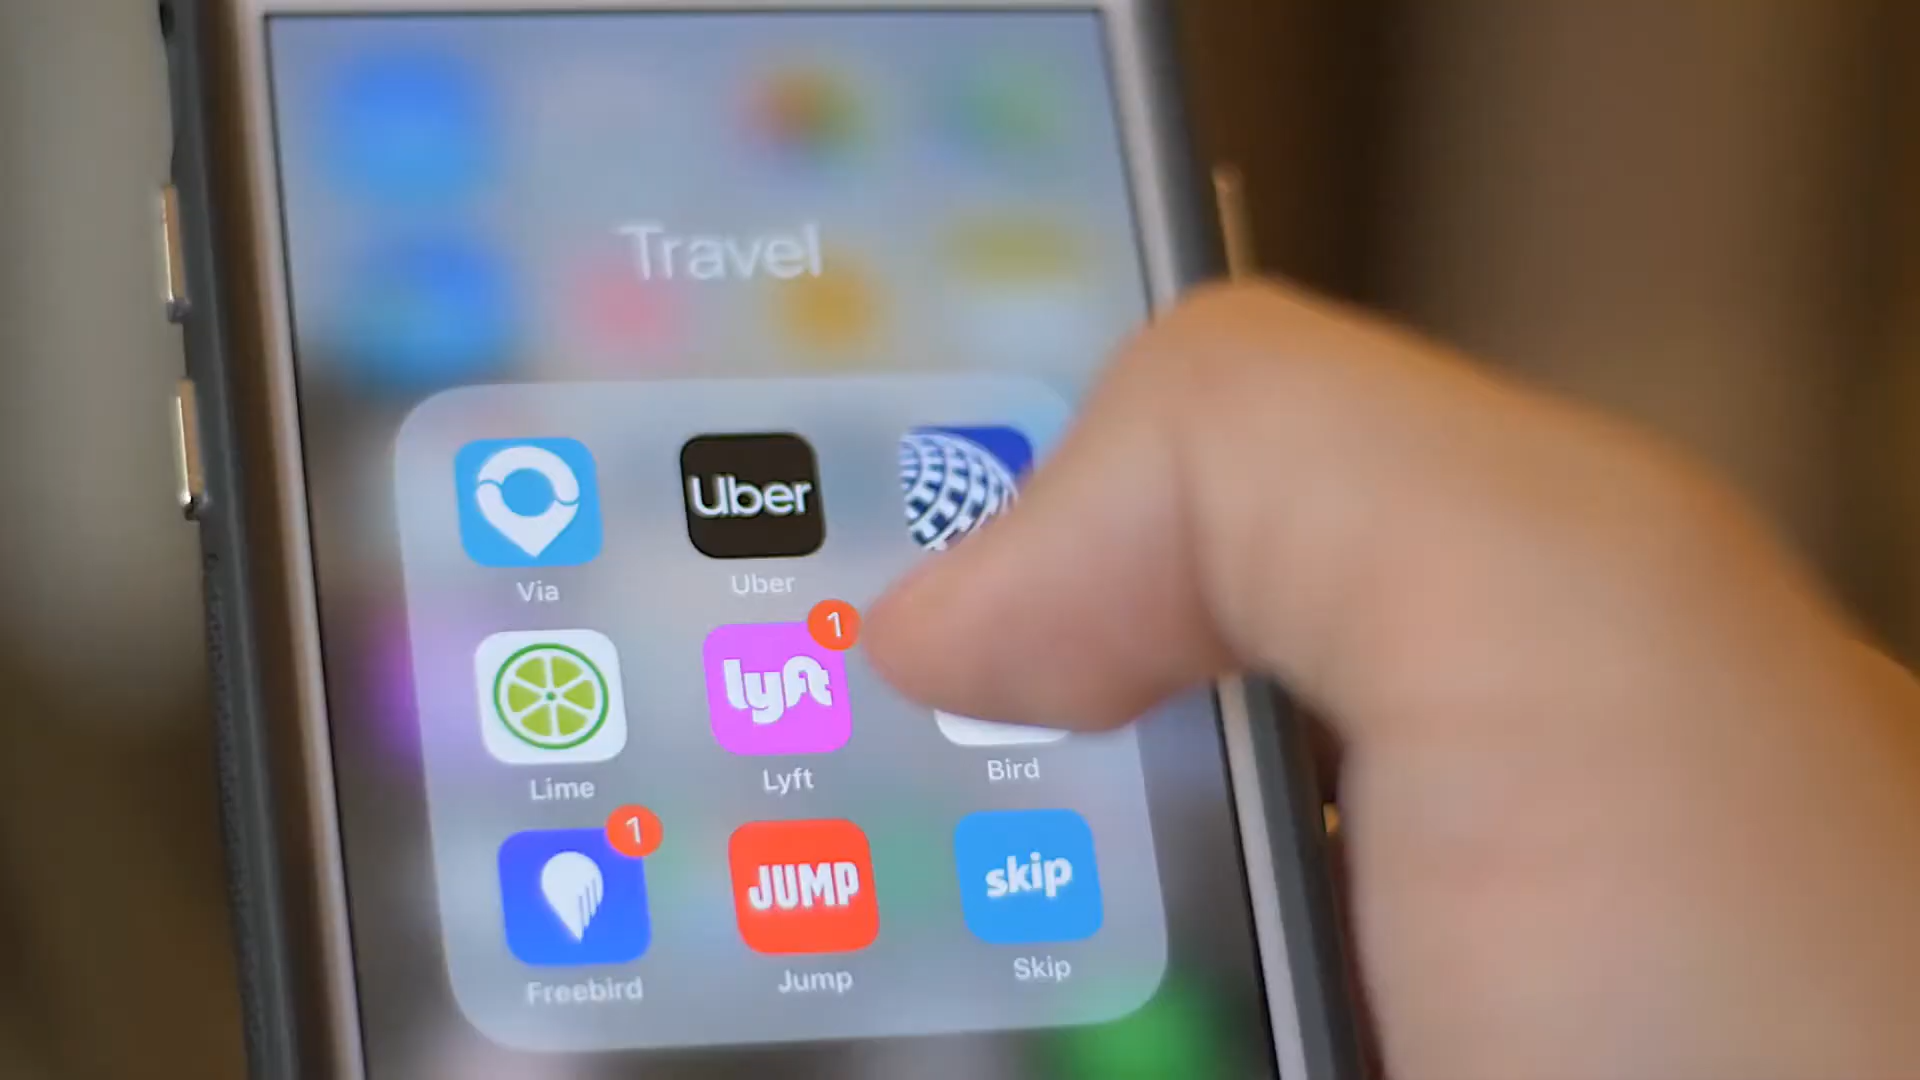 Travel
Uber
Via
Uber
1
lyft
Lime
Lyft
Bird
1
JUMP
skip
Freebird
Jump
Skip